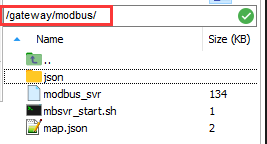 /gateway/modbus/
Name Size (KB)
..
json
modbus_svr 134
mbsvr_start.sh 1
map.json 2